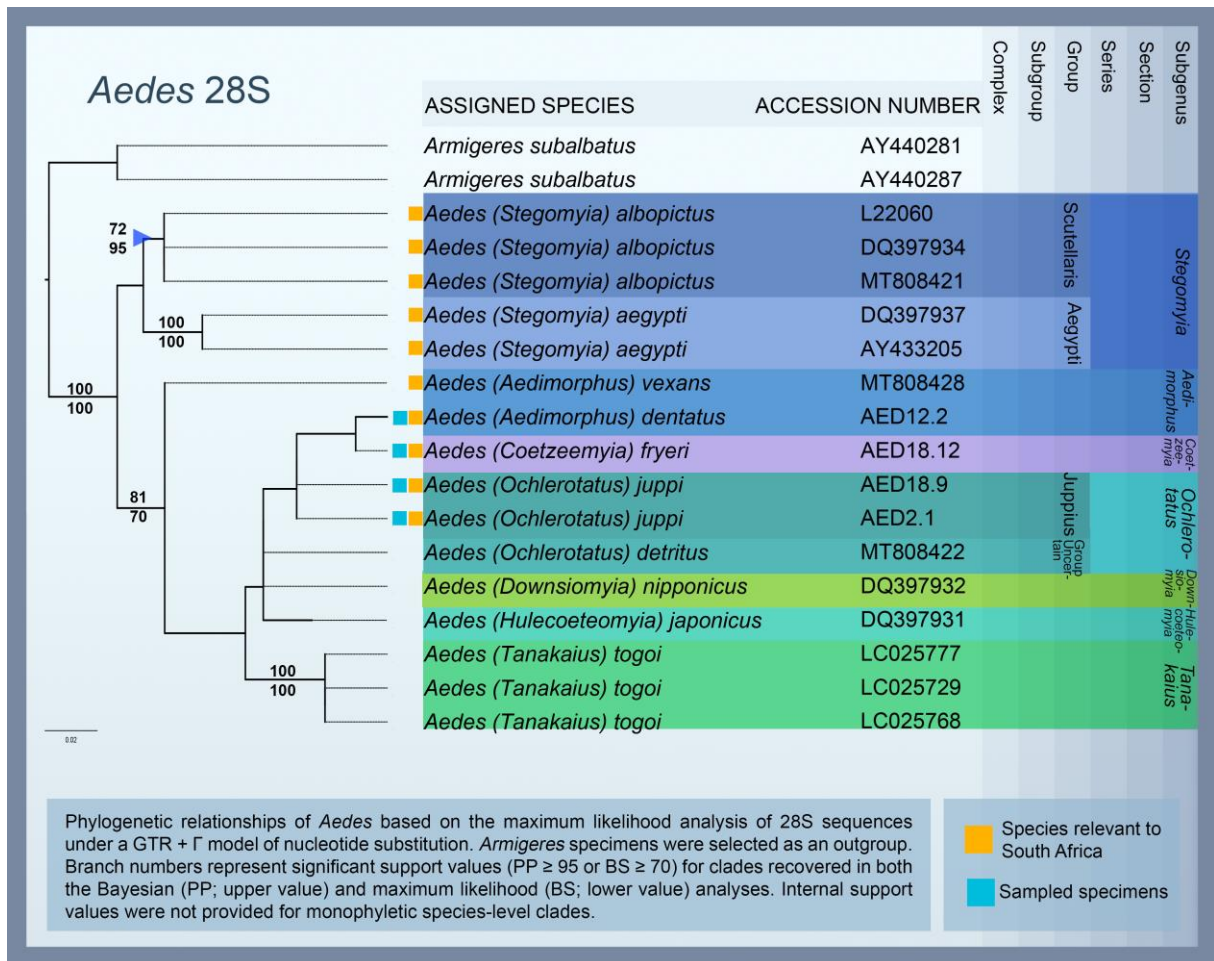 Aedes 28S
ASSIGNED SPECIES ACCESSION NUMBER Complex Subgroup Group Series Section Subgenus
Armigeres subalbatus AY440281
Armigeres subalbatus AY440287
Aedes (Stegomyia) albopictus L22060
Aedes (Stegomyia) albopictus DQ397934
Aedes (Stegomyia) albopictus MT808421
Aedes (Stegomyia) aegypti DQ397937
Aedes (Stegomyia) aegypti AY433205
Aedes (Aedimorphus) vexans MT808428
Aedes (Aedimorphus) dentatus AED12.2
Aedes (Coetzeemyia) fryeri AED18.12
Aedes (Ochlerotatus) juppi AED18.9
Aedes (Ochlerotatus) juppi AED2.1
Aedes (Ochlerotatus) detritus MT808422
Aedes (Downsiomyia) nipponicus DQ397932
Aedes (Hulecoeteomyia) japonicus DQ397931
Aedes (Tanakaius) togoi LC025777
Aedes (Tanakaius) togoi LC025729
Aedes (Tanakaius) togoi LC025768
Scutellaris
Aegypti
Juppius
Group
Uncer-
tain
Stegomyia
Aedi-
morphus
Coet-
zee-
myia
Ochlero-
tatus
Down-
sio-
myia
Hule-
coeteo-
myia
Tana-
kaius
72
95
100
100
100
100
81
70
100
100
0.02
Phylogenetic relationships of Aedes based on the maximum likelihood analysis of 28S sequences
under a GTR + Γ model of nucleotide substitution. Armigeres specimens were selected as an outgroup.
Branch numbers represent significant support values (PP ≥ 95 or BS ≥ 70) for clades recovered in both
the Bayesian (PP; upper value) and maximum likelihood (BS; lower value) analyses. Internal support
values were not provided for monophyletic species-level clades.
Species relevant to
South Africa
Sampled specimens